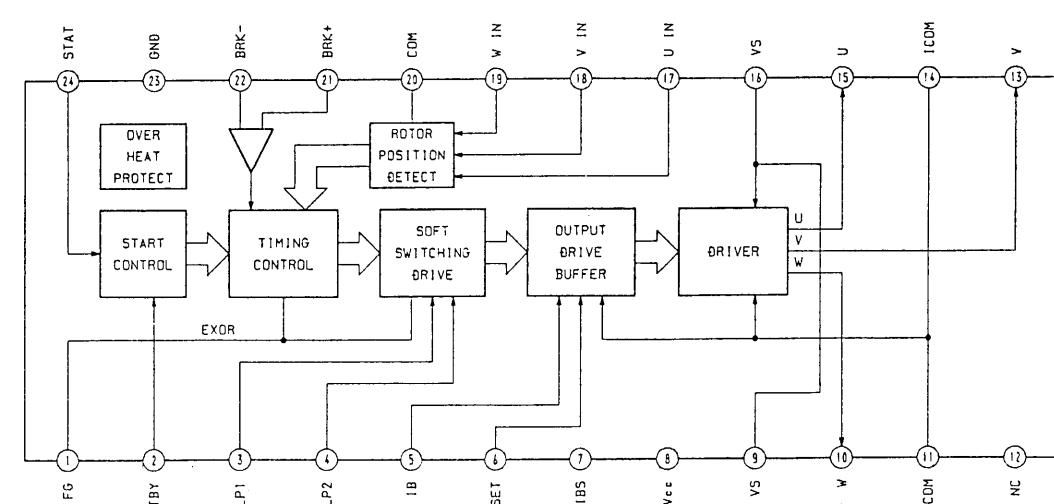 STAT
GND
BRK-
BRK+
COM
W IN
V IN
U IN
VS
U
ICOM
V
24
23
22
21
20
19
18
17
16
15
14
13
OVER
HEAT
PROTECT
ROTOR
POSITION
DETECT
START
CONTROL
TIMING
CONTROL
SOFT
SWITCHING
DRIVE
OUTPUT
DRIVE
BUFFER
DRIVER
U
V
W
EXOR
1
2
3
4
5
6
7
8
9
10
11
12
FG
TBY
LP1
LP2
IB
SET
IBS
Vcc
VS
W
COM
NC